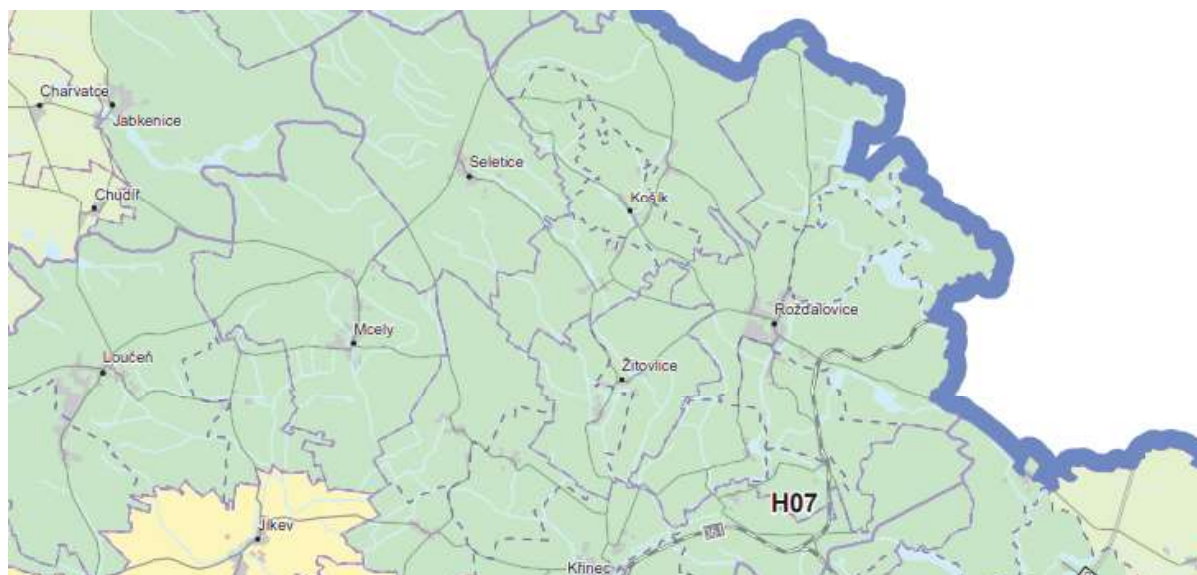 Charvatce
Jabkenice
Seletice
Chudíř
Košík
Rožďalovice
Mcely
Loučeň
Žitovlice
H07
Jíkev
Křinec